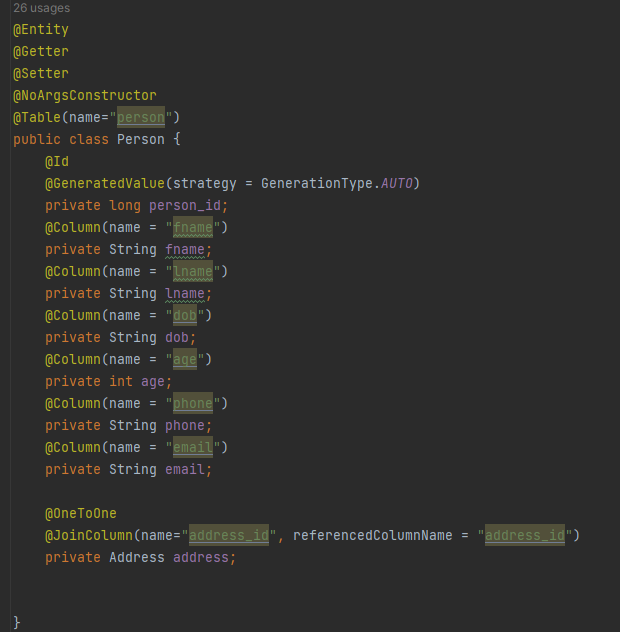 26 usages
@Entity
@Getter
@Setter
@NoArgsConstructor
@Table(name="person")
public class Person {
    @Id
    @GeneratedValue(strategy = GenerationType.AUTO)
    private long person_id;
    @Column(name = "fname")
    private String fname;
    @Column(name = "lname")
    private String lname;
    @Column(name = "dob")
    private String dob;
    @Column(name = "age")
    private int age;
    @Column(name = "phone")
    private String phone;
    @Column(name = "email")
    private String email;
    @OneToOne
    @JoinColumn(name="address_id", referencedColumnName = "address_id")
    private Address address;
}